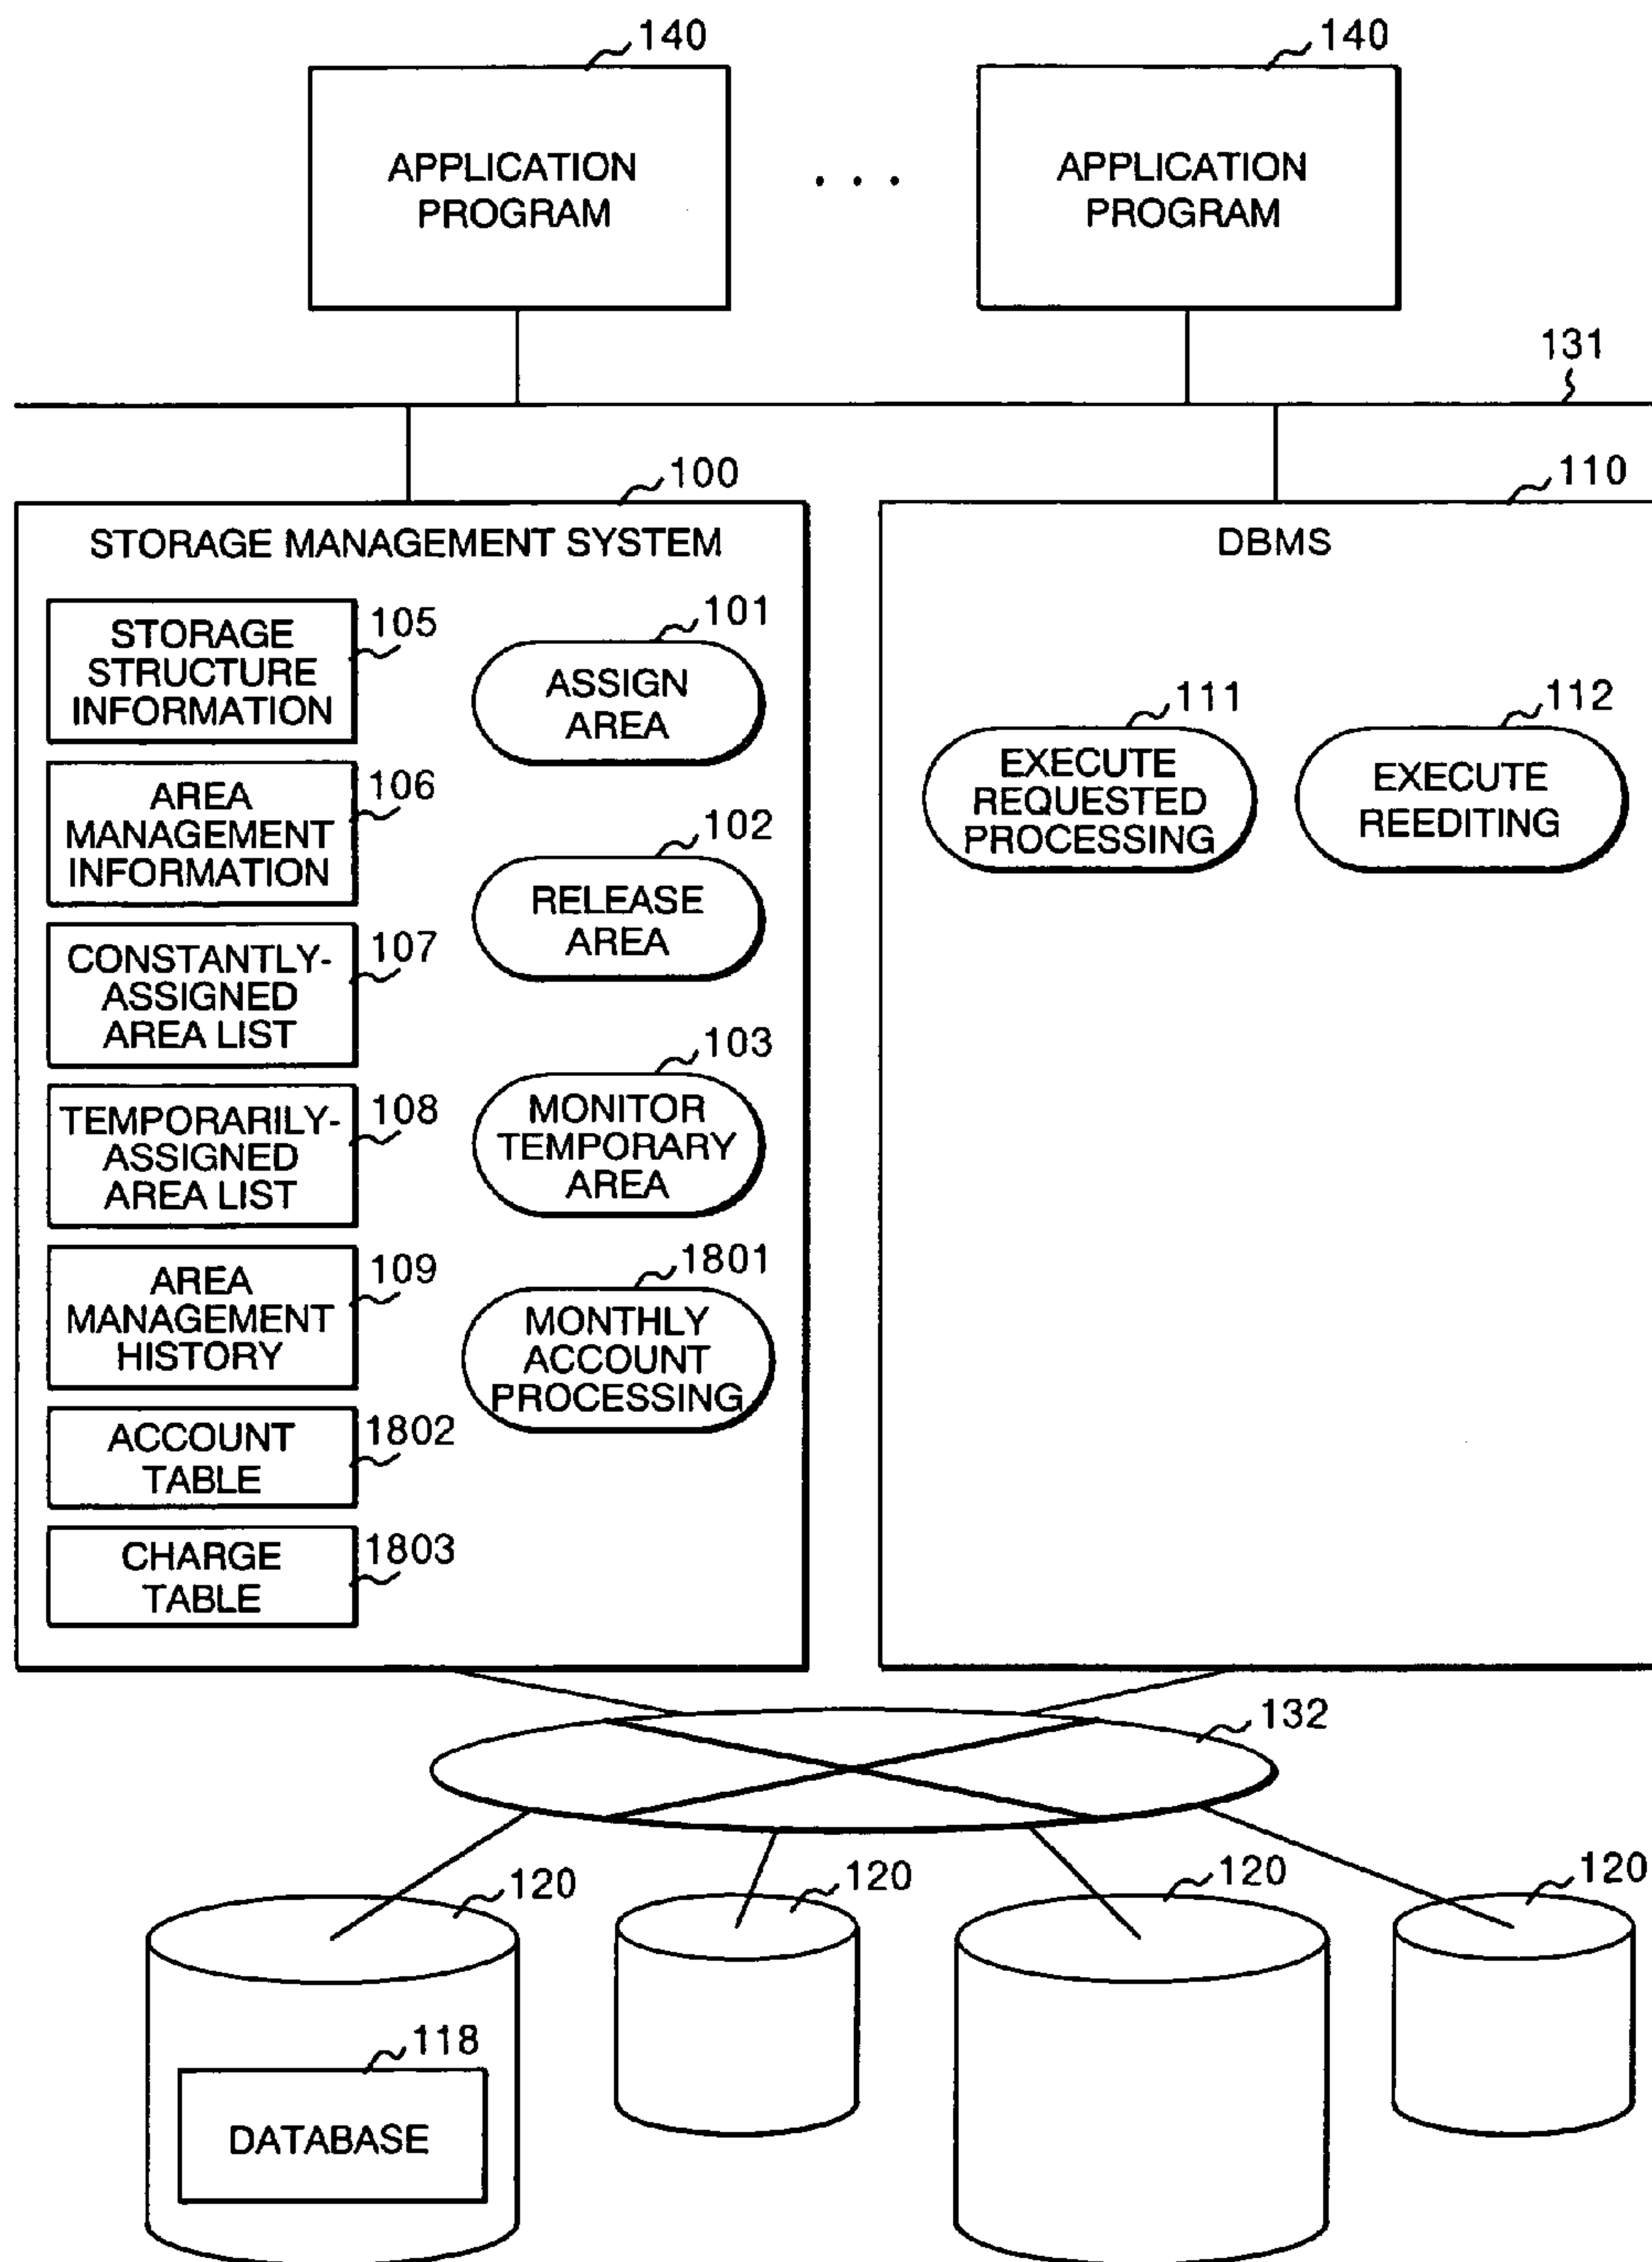 140
140
APPLICATION
PROGRAM
. . .
APPLICATION
PROGRAM
131
100
110
STORAGE MANAGEMENT SYSTEM
DBMS
STORAGE
STRUCTURE
INFORMATION
105
101
ASSIGN
AREA
111
EXECUTE
REQUESTED
PROCESSING
112
EXECUTE
REEDITING
AREA
MANAGEMENT
INFORMATION
106
102
RELEASE
AREA
CONSTANTLY-
ASSIGNED
AREA LIST
107
103
MONITOR
TEMPORARY
AREA
TEMPORARILY-
ASSIGNED
AREA LIST
108
AREA
MANAGEMENT
HISTORY
109
1801
MONTHLY
ACCOUNT
PROCESSING
ACCOUNT
TABLE
1802
CHARGE
TABLE
1803
132
120
120
120
120
118
DATABASE